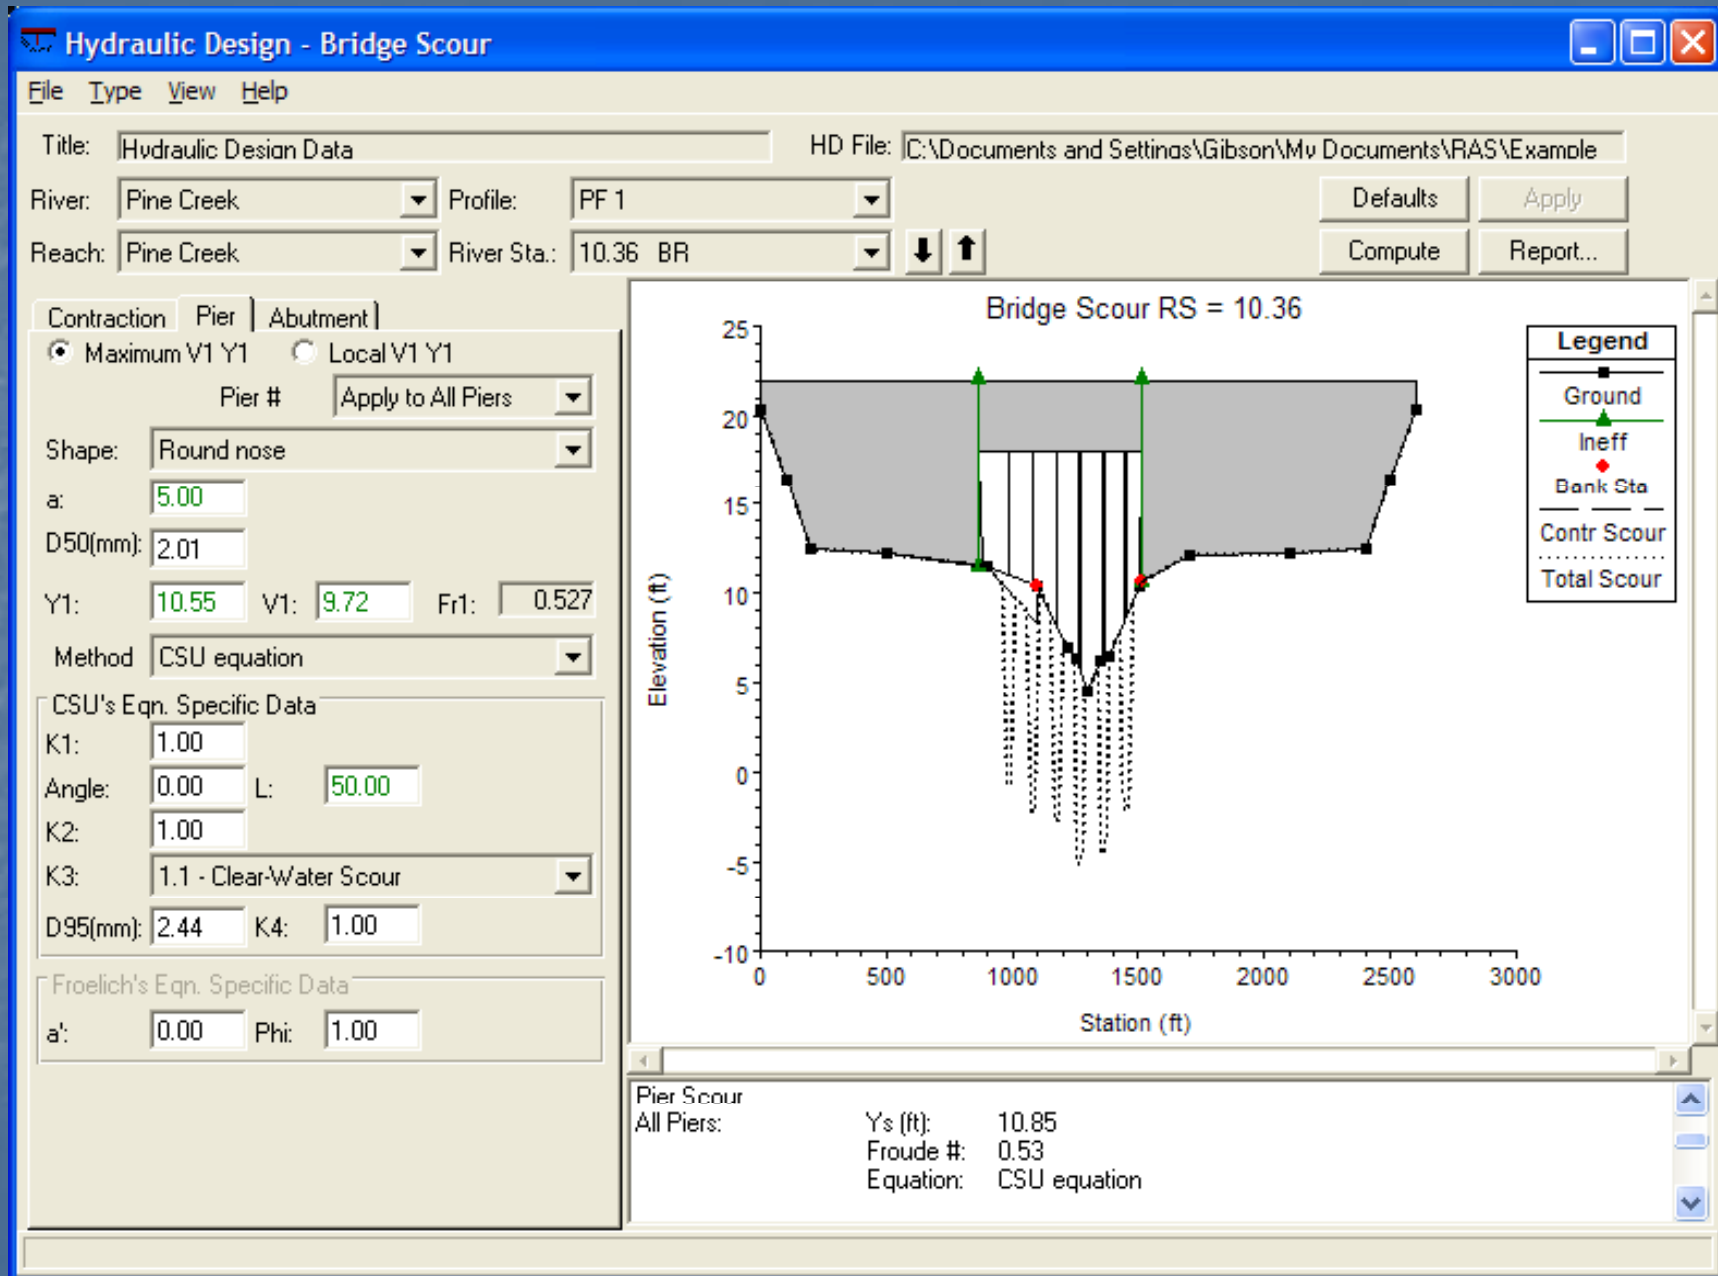 Hydraulic Design - Bridge Scour
File Type View Help
Title: Hydraulic Design Data HD File: C:\Documents and Settings\Gibson\My Documents\RAS\Example
River: Pine Creek Profile: PF 1 Defaults Apply
Reach: Pine Creek River Sta.: 10.36 BR Compute Report...
Contraction Pier Abutment
Maximum V1 Y1 Local V1 Y1
Pier # Apply to All Piers
Shape: Round nose
a: 5.00
D50(mm): 2.01
Y1: 10.55 V1: 9.72 Fr1: 0.527
Method CSU equation
CSU's Eqn. Specific Data
K1: 1.00
Angle: 0.00 L: 50.00
K2: 1.00
K3: 1.1 - Clear-Water Scour
D95(mm): 2.44 K4: 1.00
Froelich's Eqn. Specific Data
a': 0.00 Phi: 1.00
Bridge Scour RS = 10.36
25
20
15
10
5
0
-5
-10
Elevation (ft)
0 500 1000 1500 2000 2500 3000
Station (ft)
Legend
Ground
Ineff
Bank Sta
Contr Scour
Total Scour
Pier Scour
All Piers: Ys (ft): 10.85
Froude #: 0.53
Equation: CSU equation